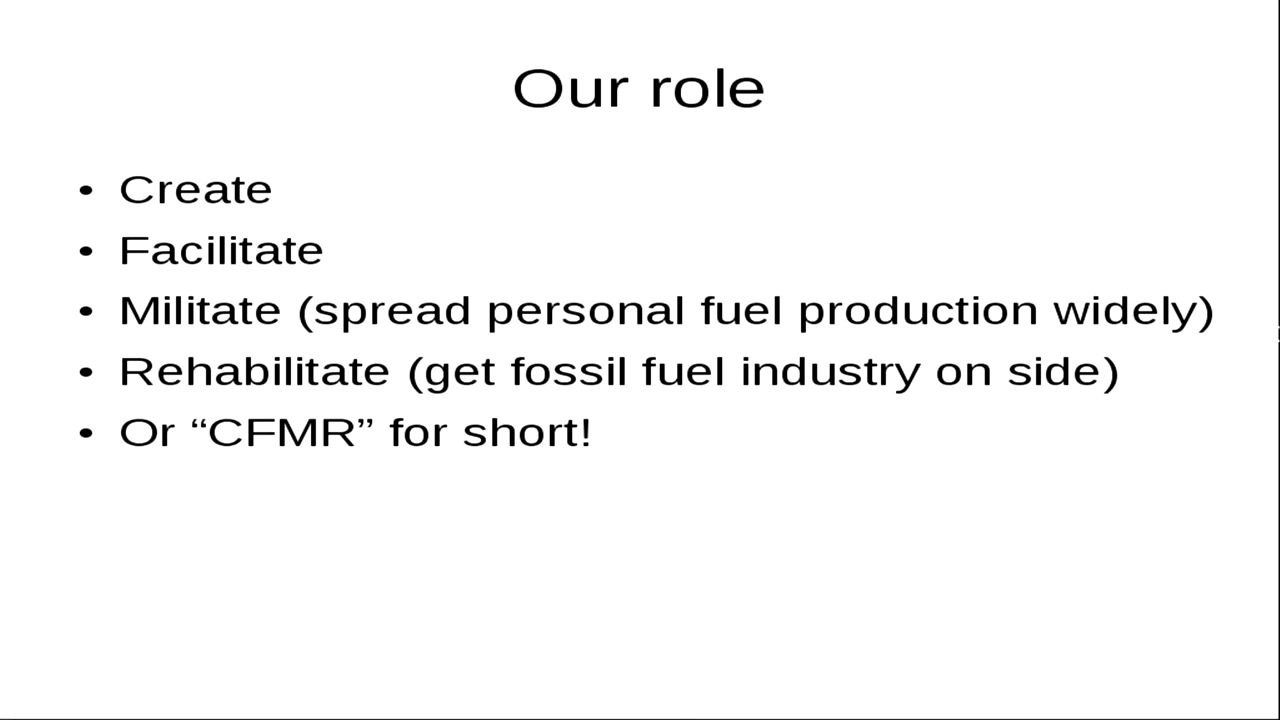 Our role
• Create
• Facilitate
• Militate (spread personal fuel production widely)
• Rehabilitate (get fossil fuel industry on side)
• Or “CFMR” for short!